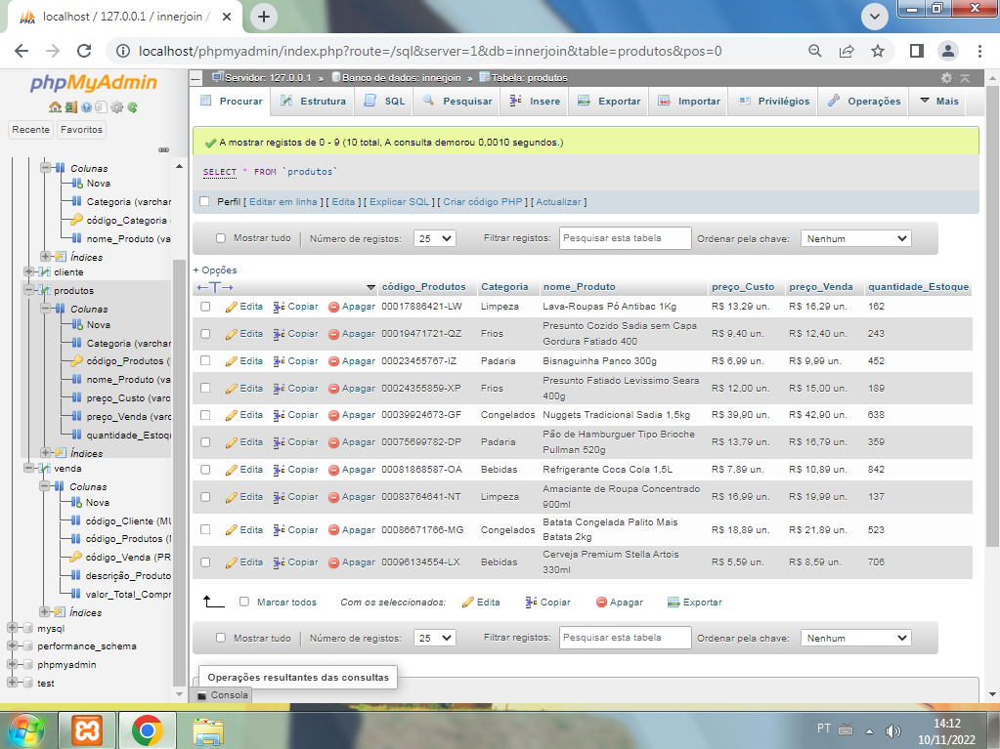 localhost / 127.0.0.1 / innerjoin /
localhost/phpmyadmin/index.php?route=/sql&server=1&db=innerjoin&table=produtos&pos=0
phpMyAdmin
Recente Favoritos
Colunas
Nova
Categoria (varchar
código_Categoria
nome_Produto (va
Índices
cliente
produtos
Colunas
Nova
Categoria (varchar
código_Produtos (
nome_Produto (va
preço_Custo (varc
preço_Venda (varc
quantidade_Estoqu
Índices
venda
Colunas
Nova
código_Cliente (MU
código_Produtos (
código_Venda (PR
descrição_Produto
valor_Total_Compr
Índices
mysql
performance_schema
phpmyadmin
test
Servidor: 127.0.0.1 » Banco de dados: innerjoin » Tabela: produtos
Procurar Estrutura SQL Pesquisar Insere Exportar Importar Privilégios Operações Mais
A mostrar registos de 0 - 9 (10 total, A consulta demorou 0,0010 segundos.)
SELECT * FROM `produtos`
Perfil [ Editar em linha ] [ Edita ] [ Explicar SQL ] [ Criar código PHP ] [ Actualizar ]
Mostrar tudo Número de registos: 25 Filtrar registos: Pesquisar esta tabela Ordenar pela chave: Nenhum
+ Opções
←T→ código_Produtos Categoria nome_Produto preço_Custo preço_Venda quantidade_Estoque
Edita Copiar Apagar 00017886421-LW Limpeza Lava-Roupas Pó Antibac 1Kg R$ 13,29 un. R$ 16,29 un. 162
Edita Copiar Apagar 00019471721-QZ Frios Presunto Cozido Sadia sem Capa Gordura Fatiado 400 R$ 9,40 un. R$ 12,40 un. 243
Edita Copiar Apagar 00023455767-IZ Padaria Bisnaguinha Panco 300g R$ 6,99 un. R$ 9,99 un. 452
Edita Copiar Apagar 00024355859-XP Frios Presunto Fatiado Levissimo Seara 400g R$ 12,00 un. R$ 15,00 un. 189
Edita Copiar Apagar 00039924673-GF Congelados Nuggets Tradicional Sadia 1,5kg R$ 39,90 un. R$ 42,90 un. 638
Edita Copiar Apagar 00075699782-DP Padaria Pão de Hamburguer Tipo Brioche Pullman 520g R$ 13,79 un. R$ 16,79 un. 359
Edita Copiar Apagar 00081868587-OA Bebidas Refrigerante Coca Cola 1,5L R$ 7,89 un. R$ 10,89 un. 842
Edita Copiar Apagar 00083764641-NT Limpeza Amaciante de Roupa Concentrado 900ml R$ 16,99 un. R$ 19,99 un. 137
Edita Copiar Apagar 00086671766-MG Congelados Batata Congelada Palito Mais Batata 2kg R$ 18,89 un. R$ 21,89 un. 523
Edita Copiar Apagar 00096134554-LX Bebidas Cerveja Premium Stella Artois 330ml R$ 5,59 un. R$ 8,59 un. 706
Marcar todos Com os seleccionados: Edita Copiar Apagar Exportar
Mostrar tudo Número de registos: 25 Filtrar registos: Pesquisar esta tabela Ordenar pela chave: Nenhum
Operações resultantes das consultas
Consola
PT 14:12
10/11/2022